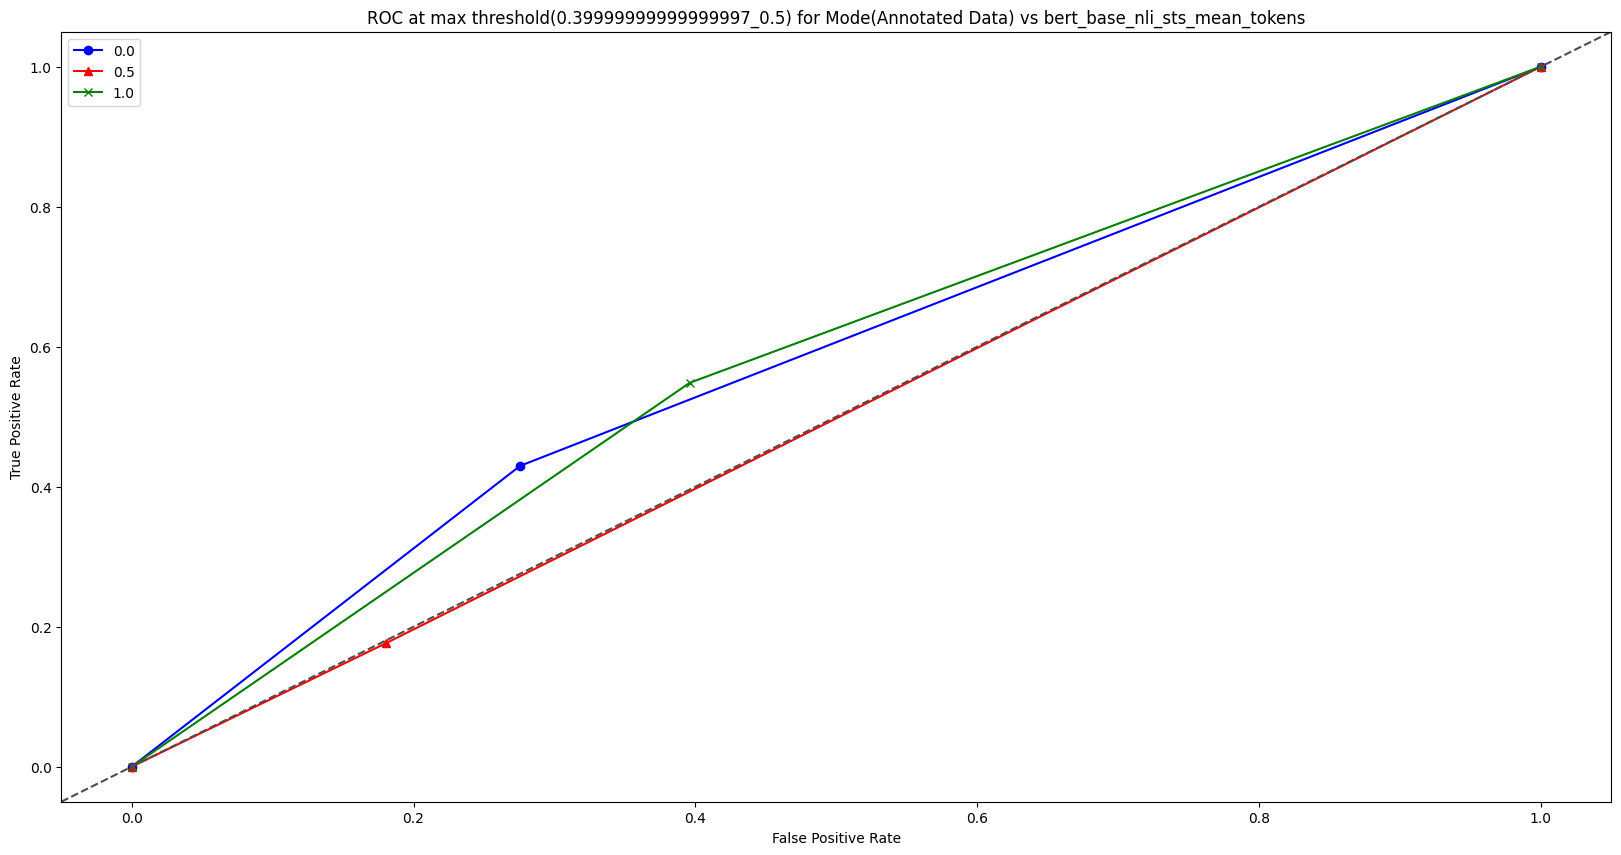 ROC at max threshold(0.39999999999999997_0.5) for Mode(Annotated Data) vs bert_base_nli_sts_mean_tokens
0.0
0.5
1.0
1.0
0.8
0.6
0.4
0.2
0.0
True Positive Rate
0.0 0.2 0.4 0.6 0.8 1.0
False Positive Rate